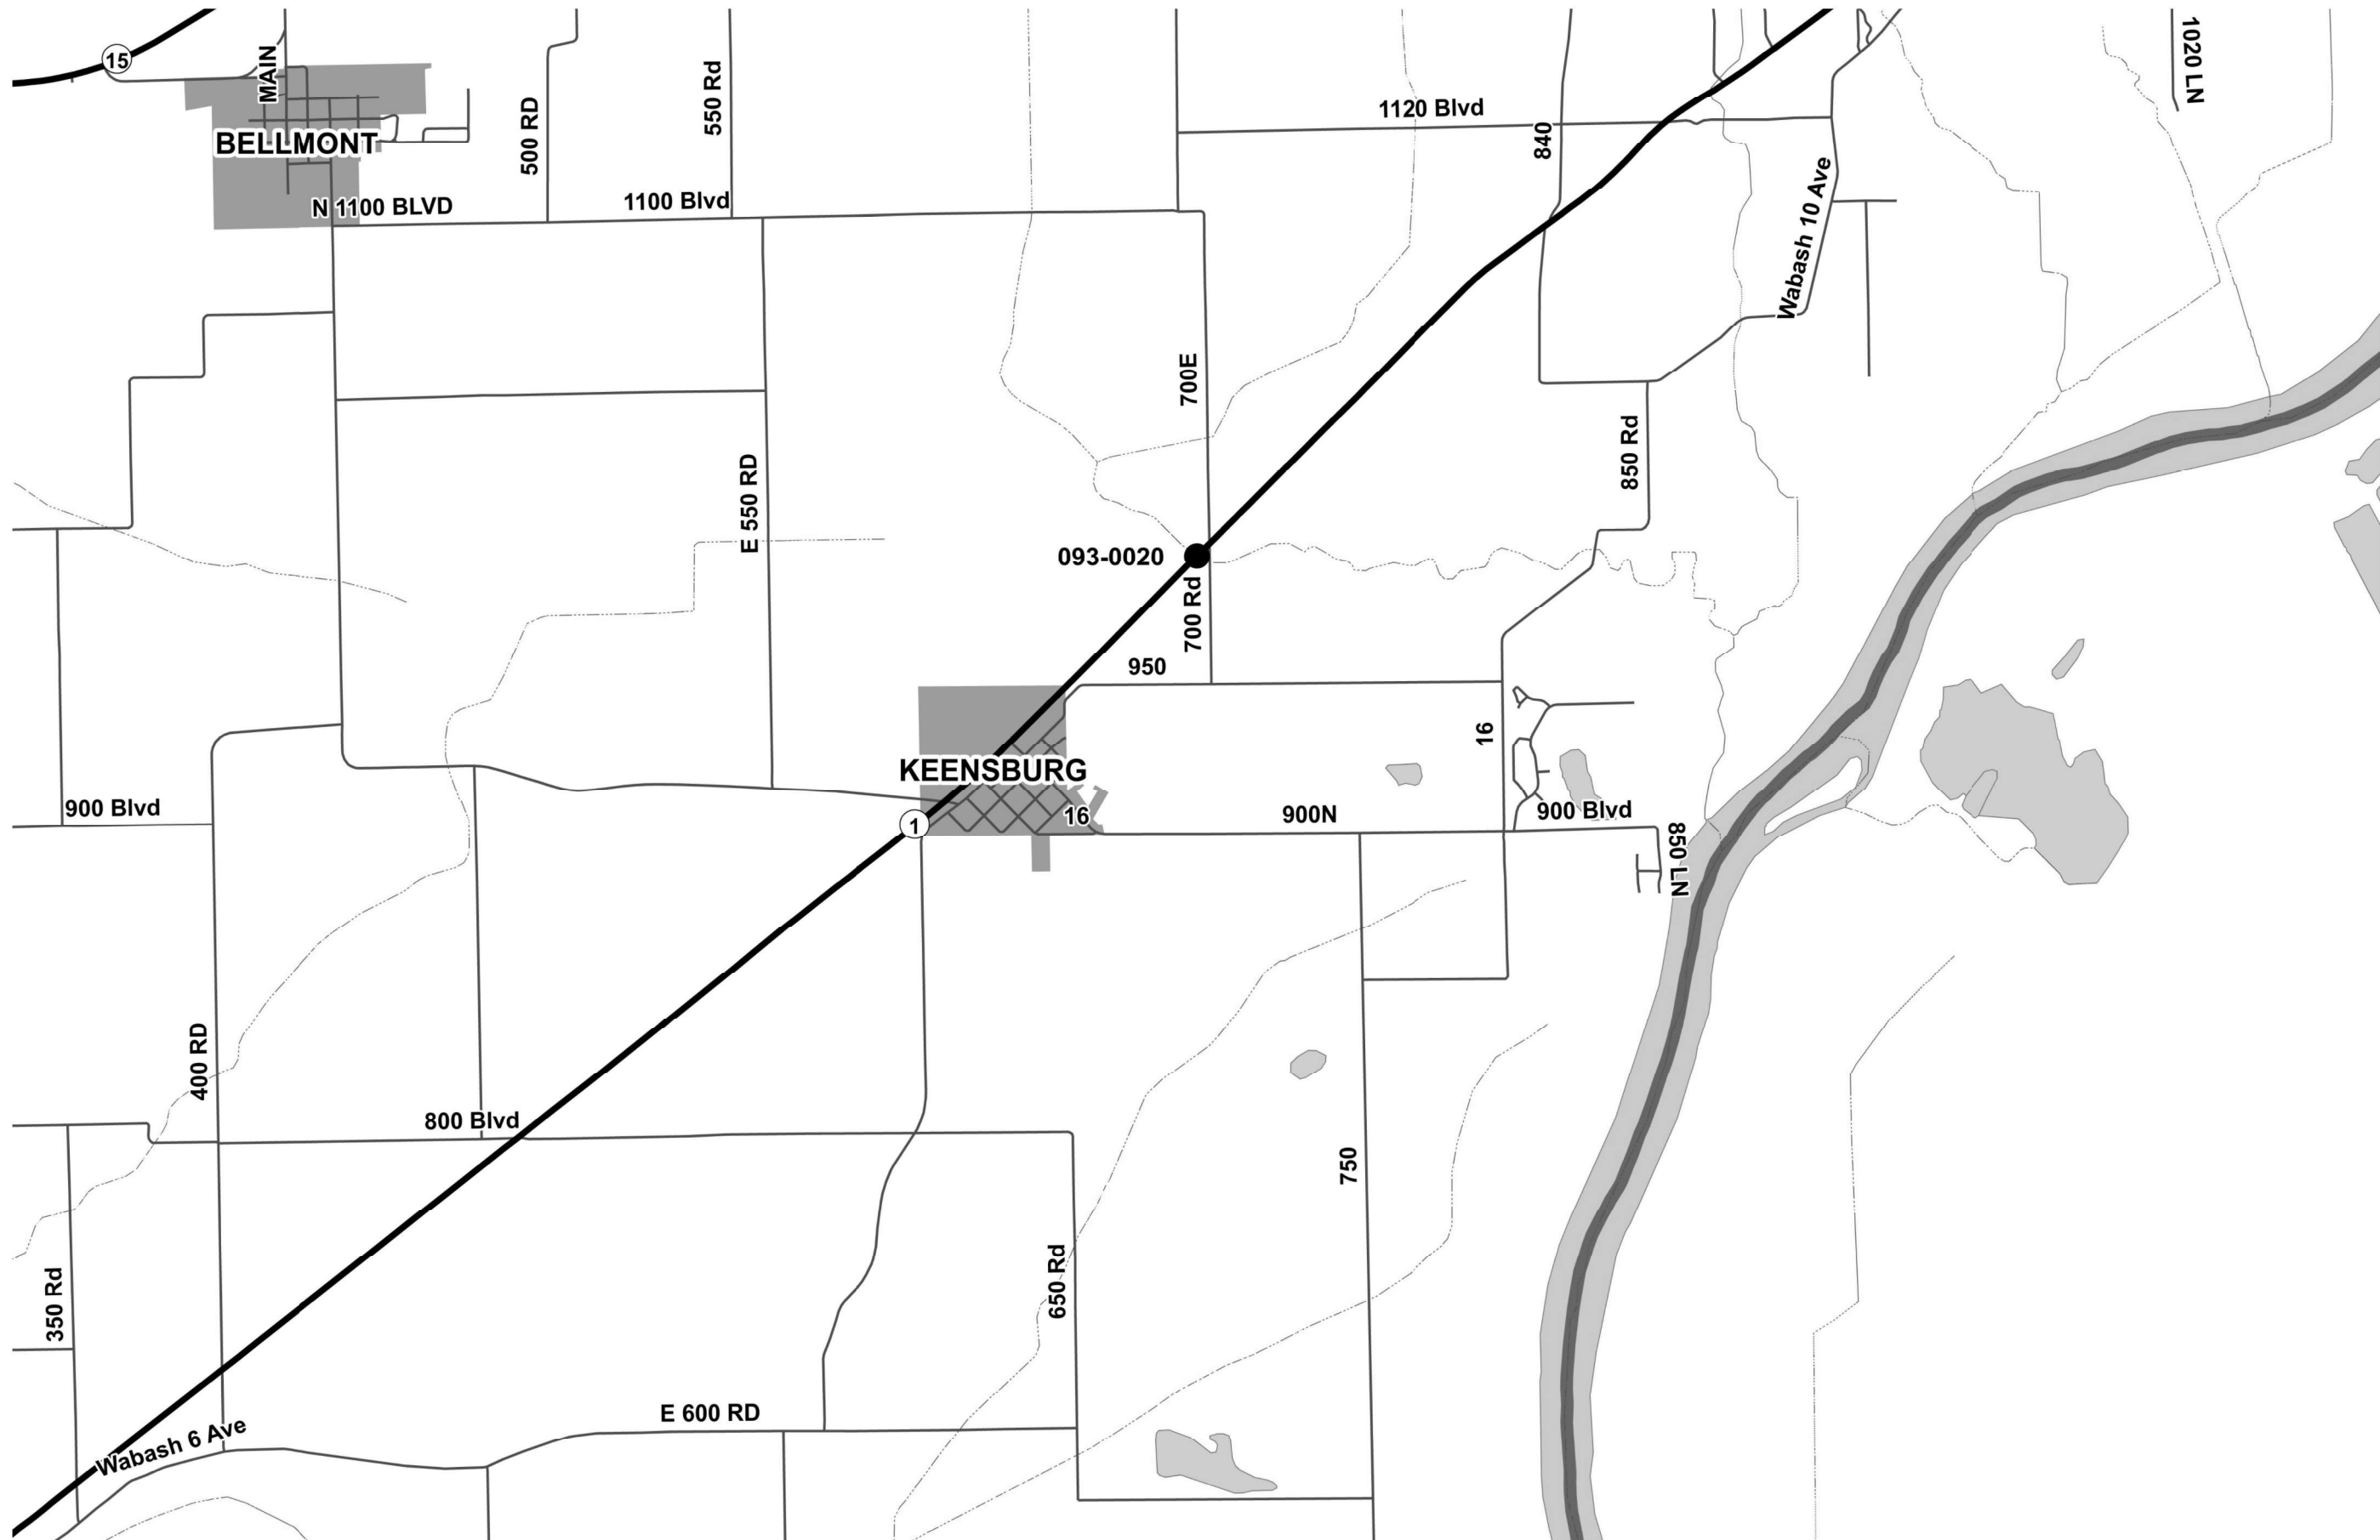 15
MAIN
BELLMONT
N 1100 BLVD
500 RD
550 Rd
1100 Blvd
1120 Blvd
840
1020 LN
Wabash 10 Ave
700E
850 Rd
E 550 RD
093-0020
700 Rd
950
16
KEENSBURG
1
16
900 Blvd
900N
900 Blvd
850 LN
400 RD
800 Blvd
750
350 Rd
650 Rd
E 600 RD
Wabash 6 Ave